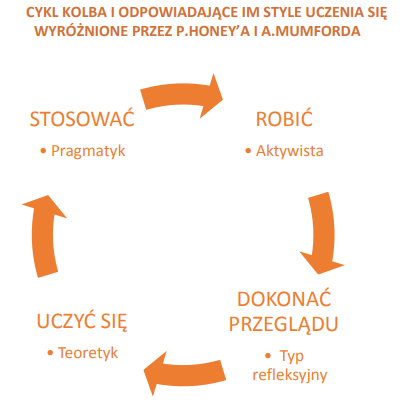 CYKL KOLBA I ODPOWIADAJĄCE IM STYLE UCZENIA SIĘ
WYRÓŻNIONE PRZEZ P.HONEY’A I A.MUMFORDA
STOSOWAĆ
• Pragmatyk
ROBIĆ
• Aktywista
DOKONAĆ
PRZEGLĄDU
• Typ
refleksyjny
UCZYĆ SIĘ
• Teoretyk